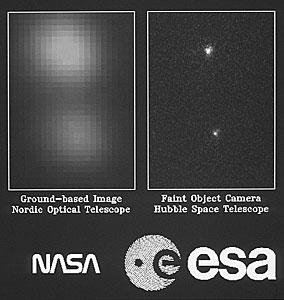 Ground-based Image
Nordic Optical Telescope
Faint Object Camera
Hubble Space Telescope
NASA
esa